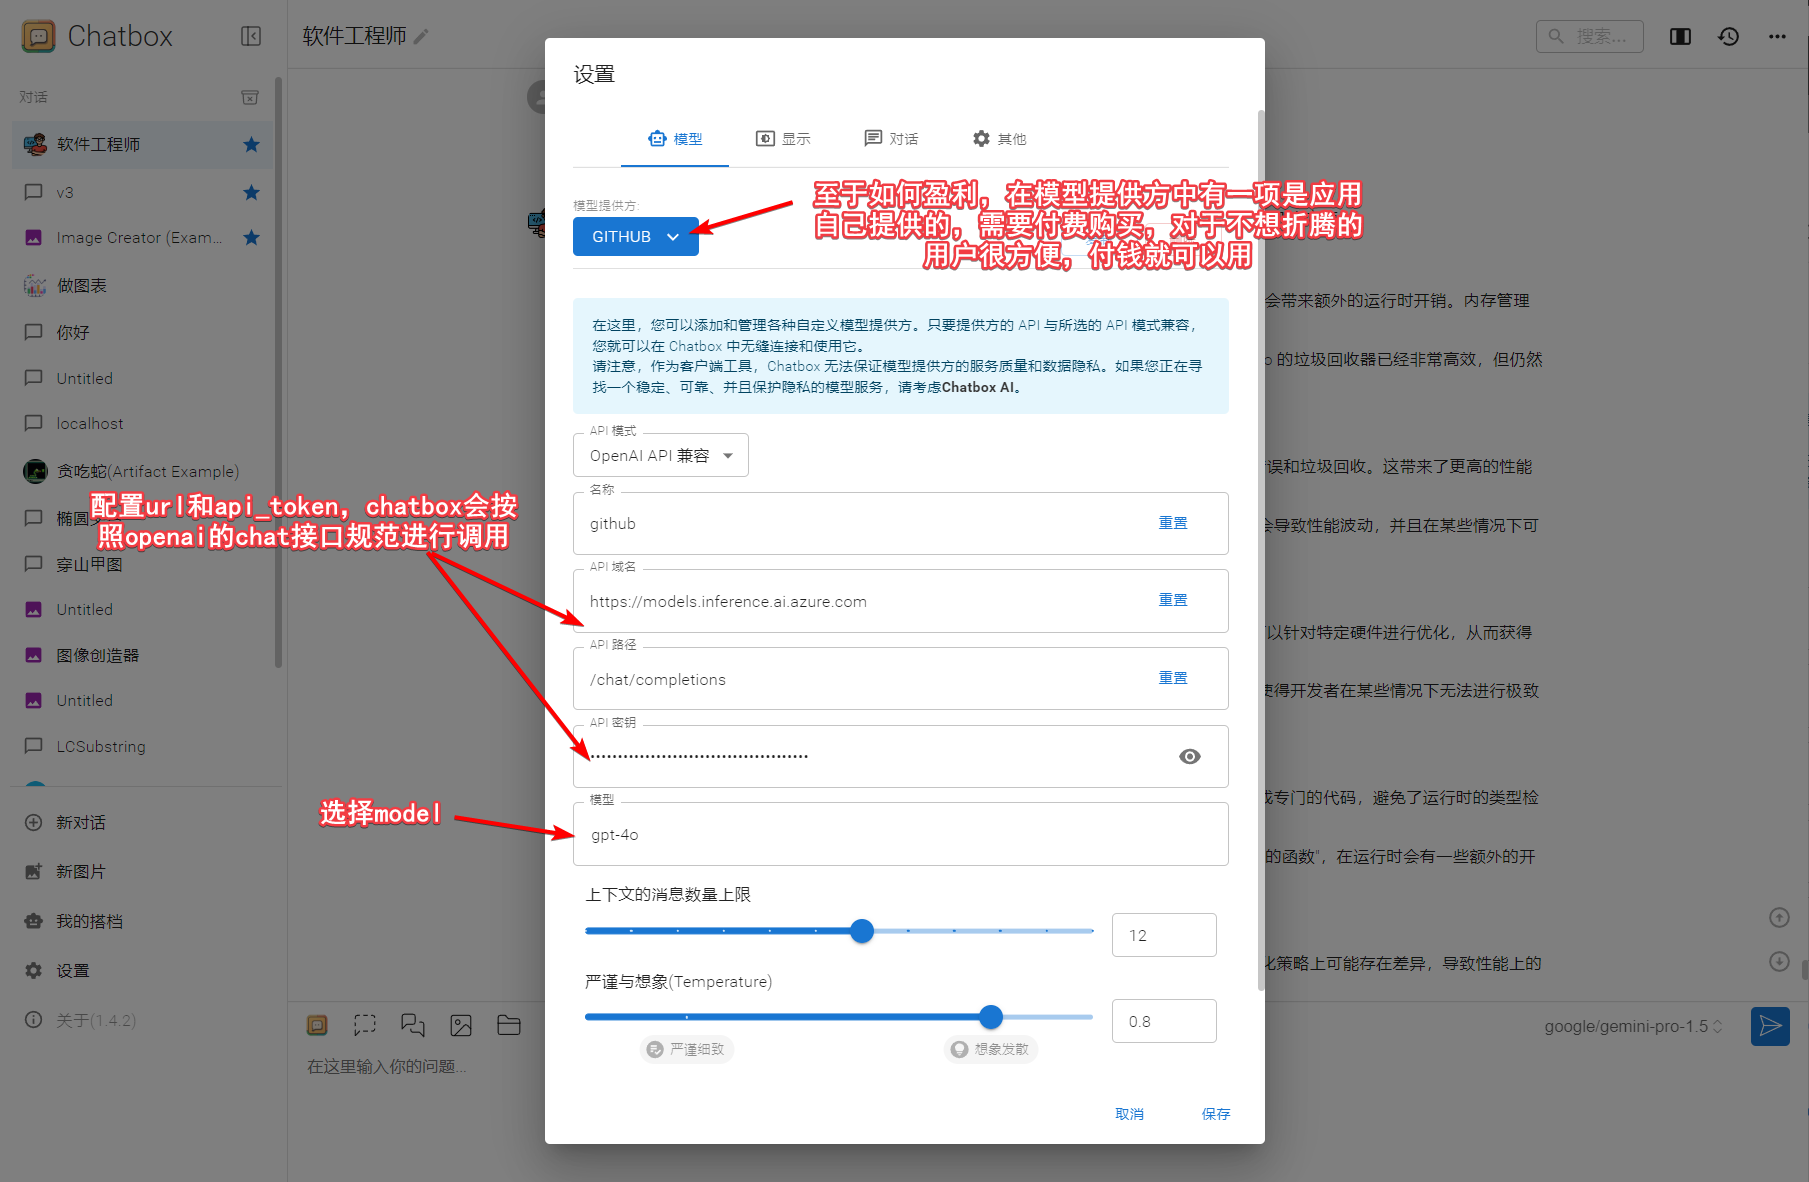 Chatbox
软件工程师
搜索...
对话
软件工程师
v3
Image Creator (Exam...
做图表
你好
Untitled
localhost
贪吃蛇(Artifact Example)
椭圆
穿山甲图
Untitled
图像创造器
Untitled
LCSubstring
新对话
新图片
我的搭档
设置
关于(1.4.2)
设置
模型
显示
对话
其他
模型提供方:
GITHUB
至于如何盈利，在模型提供方中有一项是应用
自己提供的，需要付费购买，对于不想折腾的
用户很方便，付钱就可以用
在这里，您可以添加和管理各种自定义模型提供方。只要提供方的 API 与所选的 API 模式兼容，
您就可以在 Chatbox 中无缝连接和使用它。
请注意，作为客户端工具，Chatbox 无法保证模型提供方的服务质量和数据隐私。如果您正在寻
找一个稳定、可靠、并且保护隐私的模型服务，请考虑Chatbox AI。
API 模式
OpenAI API 兼容
名称
github
重置
配置url和api_token，chatbox会按
照openai的chat接口规范进行调用
API 域名
https://models.inference.ai.azure.com
重置
API 路径
/chat/completions
重置
API 密钥
选择model
模型
gpt-4o
上下文的消息数量上限
12
严谨与想象(Temperature)
0.8
严谨细致
想象发散
取消
保存
会带来额外的运行时开销。内存管理
的垃圾回收器已经非常高效，但仍然
误和垃圾回收。这带来了更高的性能
会导致性能波动，并且在某些情况下可
以针对特定硬件进行优化，从而获得
使得开发者在某些情况下无法进行极致
成专门的代码，避免了运行时的类型检
的函数"，在运行时会有一些额外的开
化策略上可能存在差异，导致性能上的
google/gemini-pro-1.5
在这里输入你的问题...